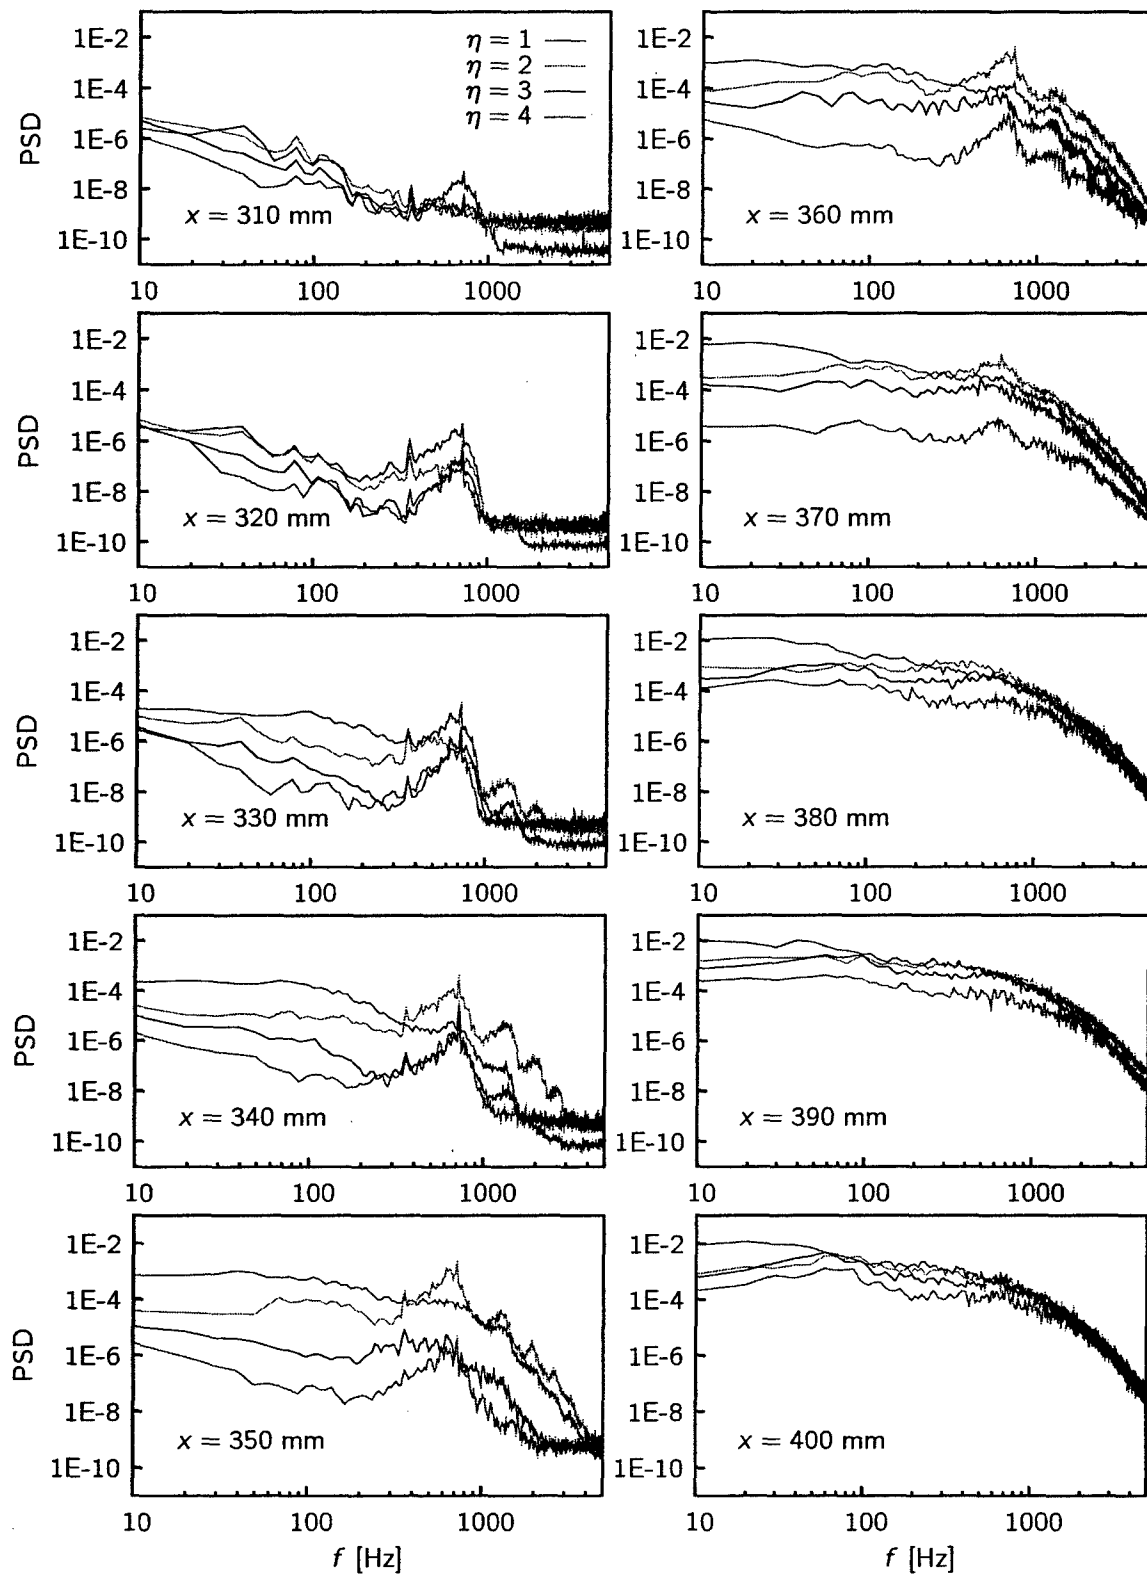 1E-2
1E-4
1E-6
1E-8
1E-10
PSD
η = 1
η = 2
η = 3
η = 4
x = 310 mm
10 100 1000
1E-2
1E-4
1E-6
1E-8
1E-10
x = 360 mm
10 100 1000
1E-2
1E-4
1E-6
1E-8
1E-10
PSD
x = 320 mm
10 100 1000
1E-2
1E-4
1E-6
1E-8
1E-10
x = 370 mm
10 100 1000
1E-2
1E-4
1E-6
1E-8
1E-10
PSD
x = 330 mm
10 100 1000
1E-2
1E-4
1E-6
1E-8
1E-10
x = 380 mm
10 100 1000
1E-2
1E-4
1E-6
1E-8
1E-10
PSD
x = 340 mm
10 100 1000
1E-2
1E-4
1E-6
1E-8
1E-10
x = 390 mm
10 100 1000
1E-2
1E-4
1E-6
1E-8
1E-10
PSD
x = 350 mm
10 100 1000
f [Hz]
1E-2
1E-4
1E-6
1E-8
1E-10
x = 400 mm
10 100 1000
f [Hz]